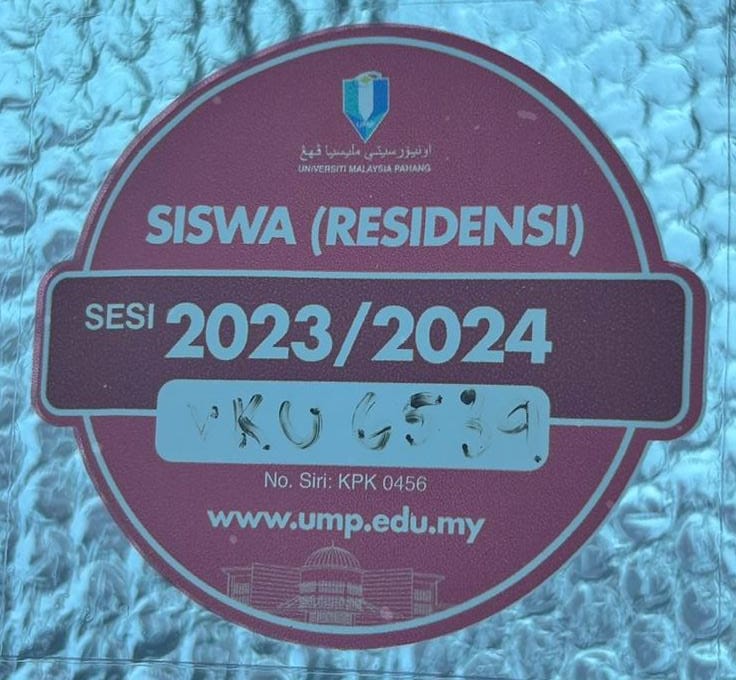 اونيۏرسيتي مليسيا ڤهڠ
UNIVERSITI MALAYSIA PAHANG
SISWA (RESIDENSI)
SESI 2023/2024
VKU 6539
No. Siri: KPK 0456
www.ump.edu.my